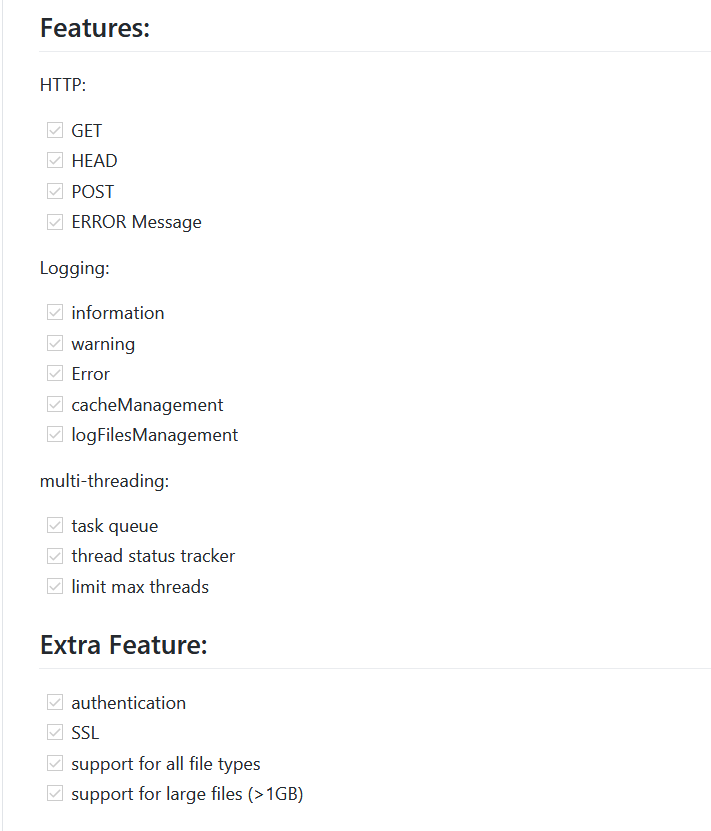 Features:
HTTP:
GET
HEAD
POST
ERROR Message
Logging:
information
warning
Error
cacheManagement
logFilesManagement
multi-threading:
task queue
thread status tracker
limit max threads
Extra Feature:
authentication
SSL
support for all file types
support for large files (>1GB)